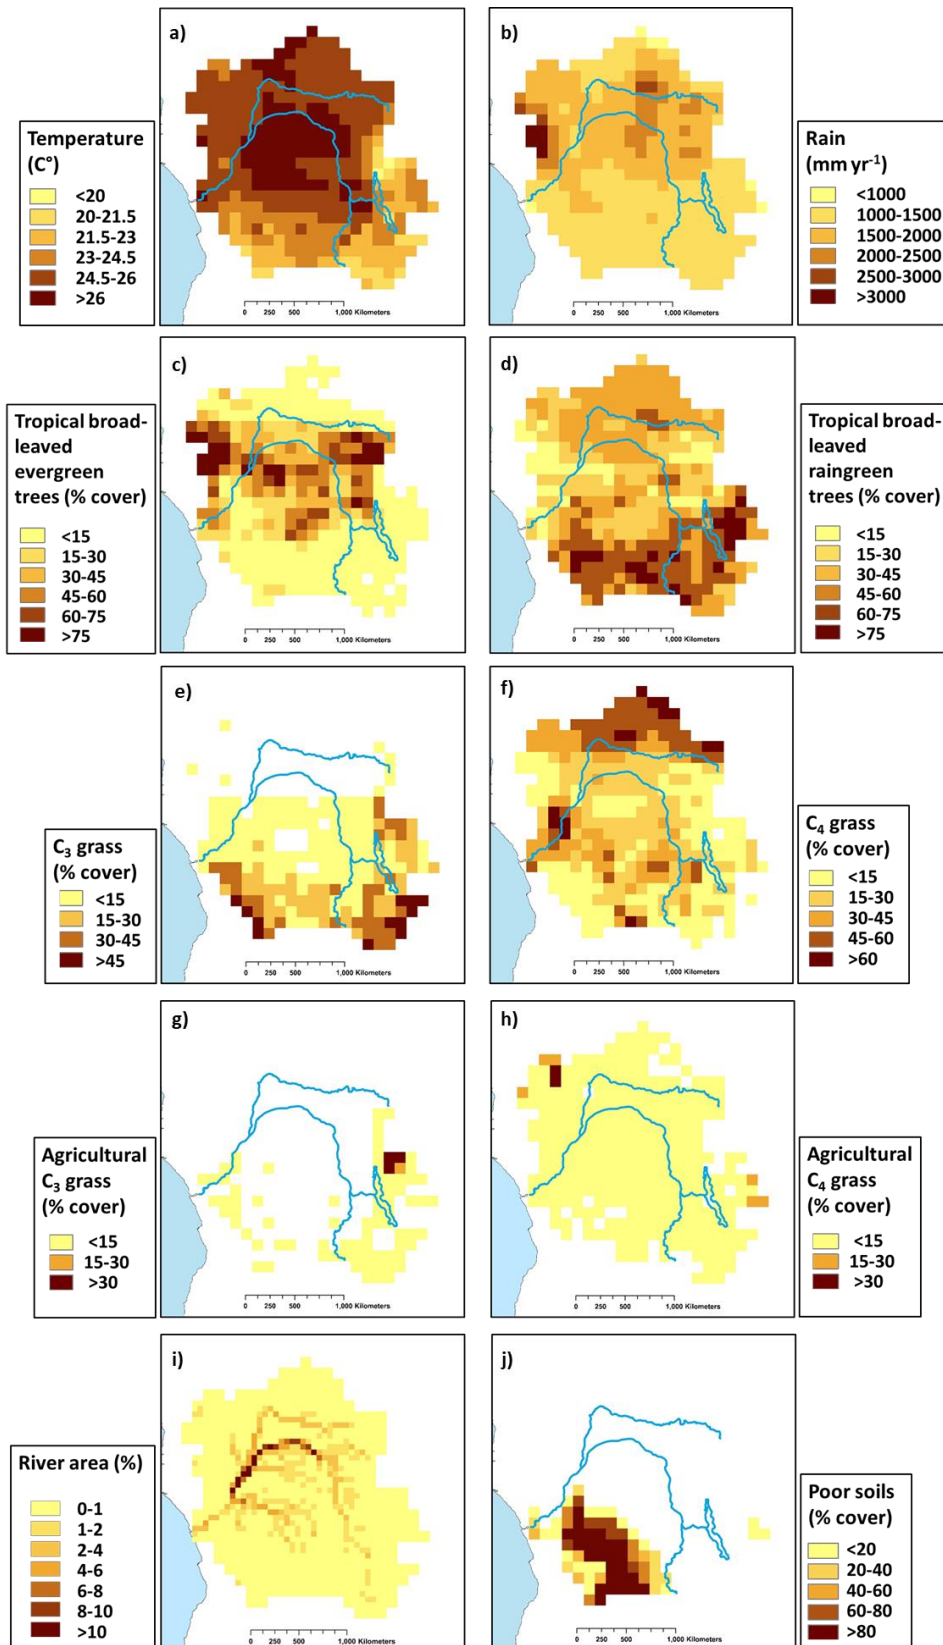 a)
Temperature
(C°)
<20
20-21.5
21.5-23
23-24.5
24.5-26
>26
0 250 500 1,000 Kilometers
b)
Rain
(mm yr-1)
<1000
1000-1500
1500-2000
2000-2500
2500-3000
>3000
0 250 500 1,000 Kilometers
c)
Tropical broad-
leaved
evergreen
trees (% cover)
<15
15-30
30-45
45-60
60-75
>75
0 250 500 1,000 Kilometers
d)
Tropical broad-
leaved
raingreen
trees (% cover)
<15
15-30
30-45
45-60
60-75
>75
0 250 500 1,000 Kilometers
e)
C3 grass
(% cover)
<15
15-30
30-45
>45
0 250 500 1,000 Kilometers
f)
C4 grass
(% cover)
<15
15-30
30-45
45-60
>60
0 250 500 1,000 Kilometers
g)
Agricultural
C3 grass
(% cover)
<15
15-30
>30
0 250 500 1,000 Kilometers
h)
Agricultural
C4 grass
(% cover)
<15
15-30
>30
0 250 500 1,000 Kilometers
i)
River area (%)
0-1
1-2
2-4
4-6
6-8
8-10
>10
0 250 500 1,000 Kilometers
j)
Poor soils
(% cover)
<20
20-40
40-60
60-80
>80
0 250 500 1,000 Kilometers